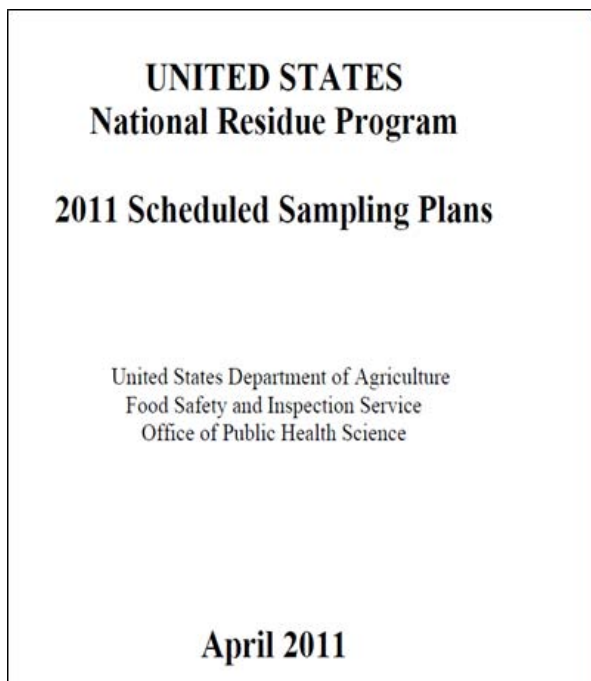 UNITED STATES
National Residue Program
2011 Scheduled Sampling Plans
United States Department of Agriculture
Food Safety and Inspection Service
Office of Public Health Science
April 2011